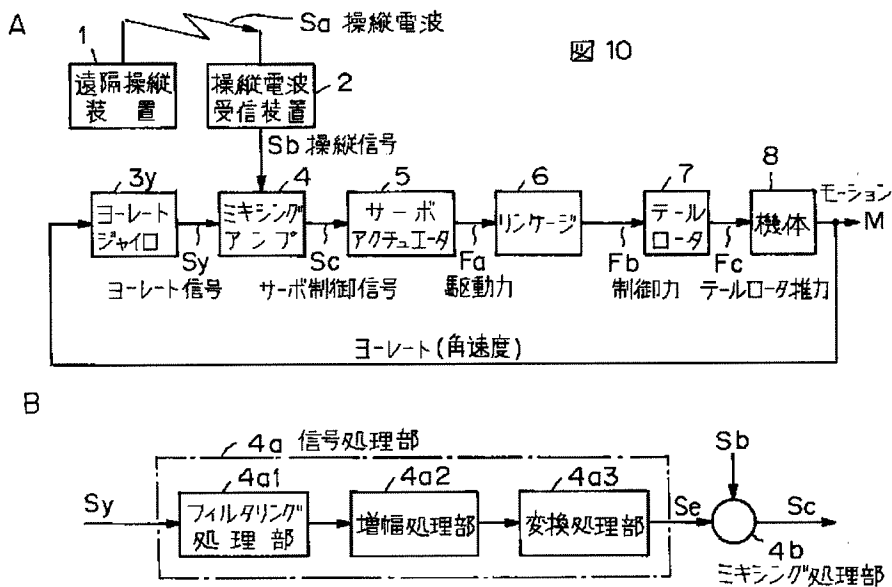 A
Sa 操縦電波
図 10
1
遠隔操縦
装置
操縦電波
受信装置
2
Sb 操縦信号
3y
ヨーレート
ジャイロ
4
ミキシング
アンプ
5
サーボ
アクチュエータ
6
リンケージ
7
テール
ロータ
8
機体
モーション
M
Sy
ヨーレート信号
Sc
サーボ制御信号
Fa
駆動力
Fb
制御力
Fc
テールロータ推力
ヨーレート(角速度)
B
4a 信号処理部
Sy
4a1
フィルタリング
処理部
4a2
増幅処理部
4a3
変換処理部
Se
Sb
Sc
4b
ミキシング処理部